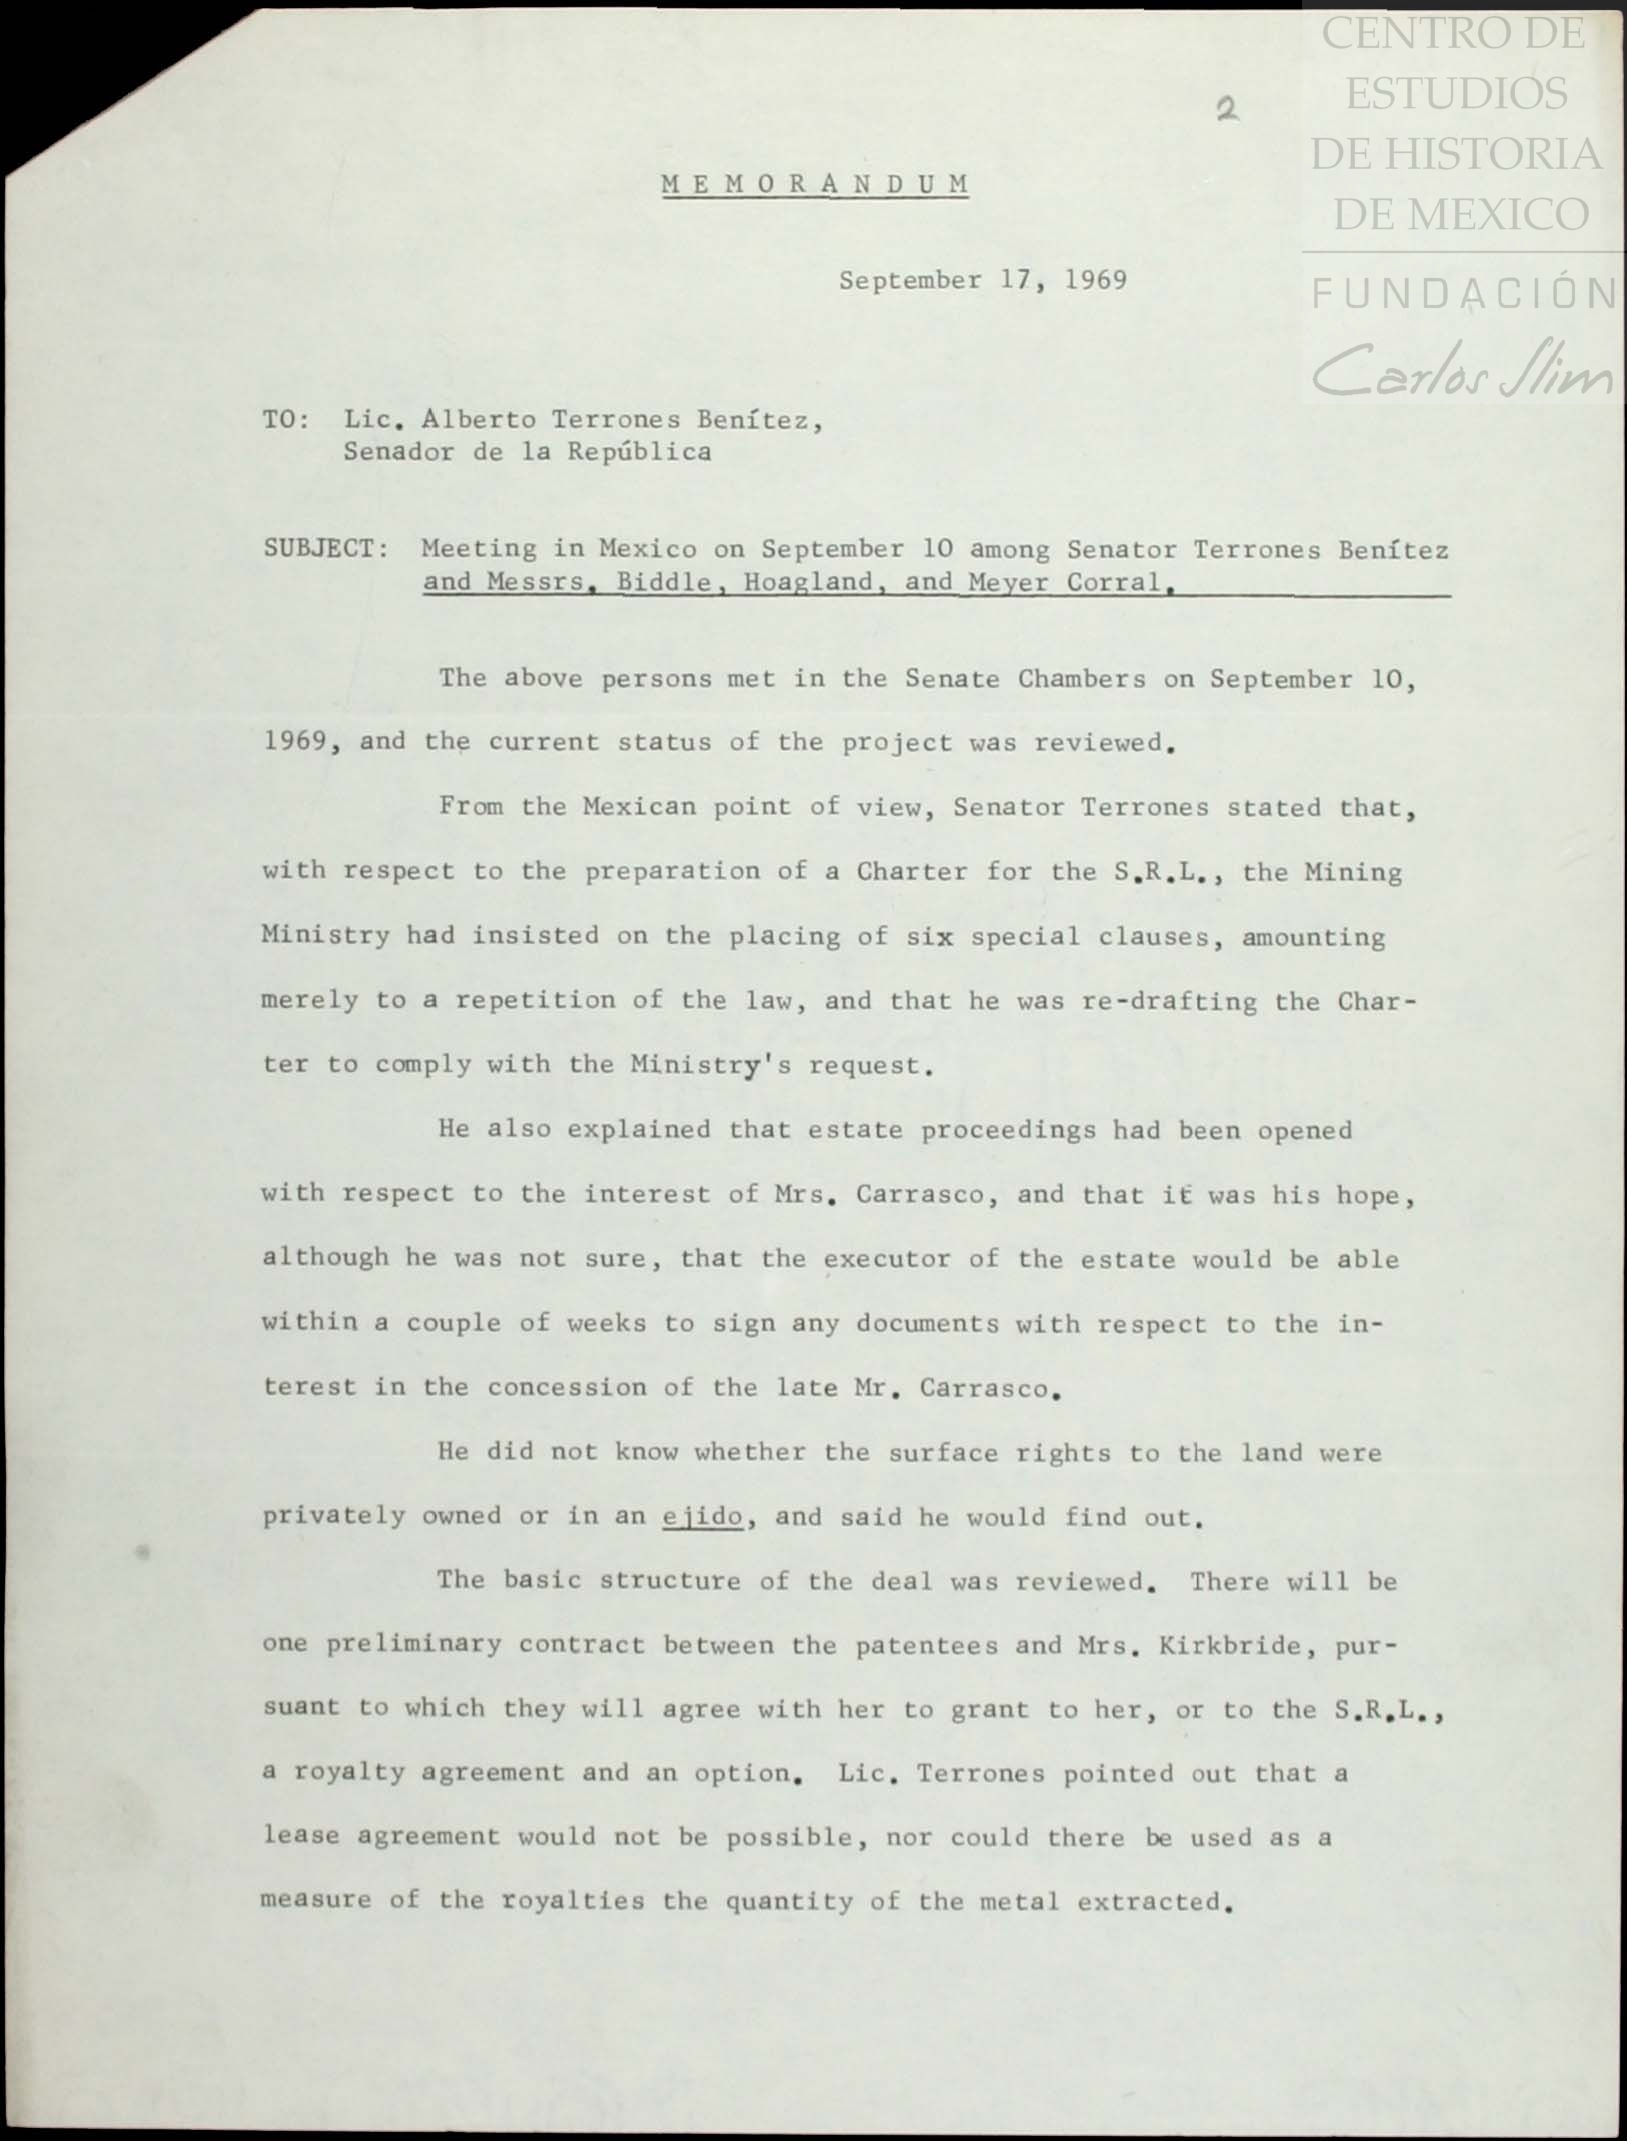 CENTRO DE
ESTUDIOS
DE HISTORIA
DE MEXICO
FUNDACIÓN
Carlos Slim
2
MEMORANDUM
September 17, 1969
TO: Lic. Alberto Terrones Benítez,
Senador de la República
SUBJECT: Meeting in Mexico on September 10 among Senator Terrones Benítez
and Messrs. Biddle, Hoagland, and Meyer Corral.
The above persons met in the Senate Chambers on September 10,
1969, and the current status of the project was reviewed.
From the Mexican point of view, Senator Terrones stated that,
with respect to the preparation of a Charter for the S.R.L., the Mining
Ministry had insisted on the placing of six special clauses, amounting
merely to a repetition of the law, and that he was re-drafting the Char-
ter to comply with the Ministry's request.
He also explained that estate proceedings had been opened
with respect to the interest of Mrs. Carrasco, and that it was his hope,
although he was not sure, that the executor of the estate would be able
within a couple of weeks to sign any documents with respect to the in-
terest in the concession of the late Mr. Carrasco.
He did not know whether the surface rights to the land were
privately owned or in an ejido, and said he would find out.
The basic structure of the deal was reviewed. There will be
one preliminary contract between the patentees and Mrs. Kirkbride, pur-
suant to which they will agree with her to grant to her, or to the S.R.L.,
a royalty agreement and an option. Lic. Terrones pointed out that a
lease agreement would not be possible, nor could there be used as a
measure of the royalties the quantity of the metal extracted.